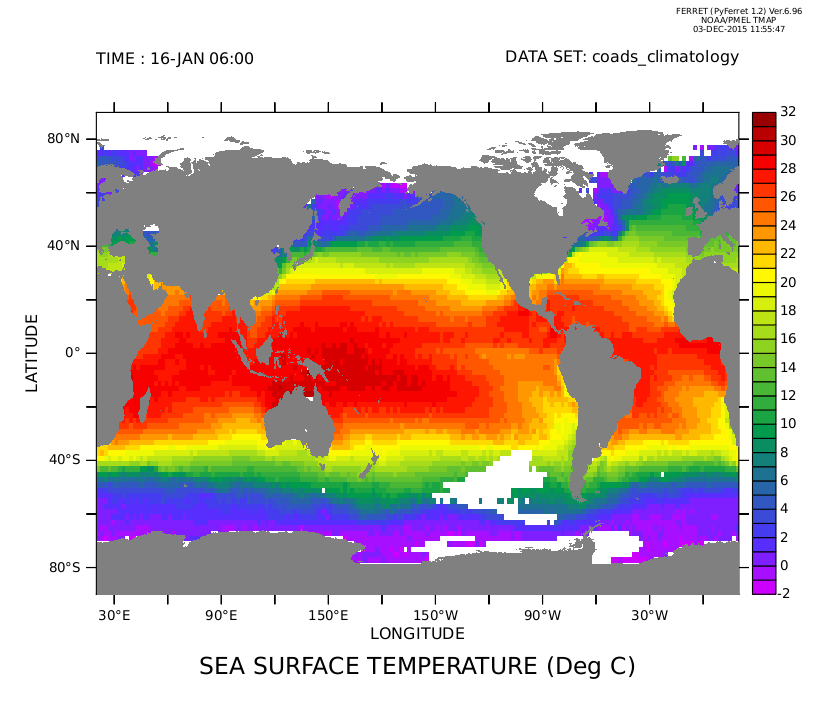 FERRET (PyFerret 1.2) Ver.6.96
NOAA/PMEL TMAP
03-DEC-2015 11:55:47
TIME : 16-JAN 06:00
DATA SET: coads_climatology
80°N
40°N
0°
40°S
80°S
LATITUDE
30°E
90°E
150°E
150°W
90°W
30°W
LONGITUDE
32
30
28
26
24
22
20
18
16
14
12
10
8
6
4
2
0
-2
SEA SURFACE TEMPERATURE (Deg C)